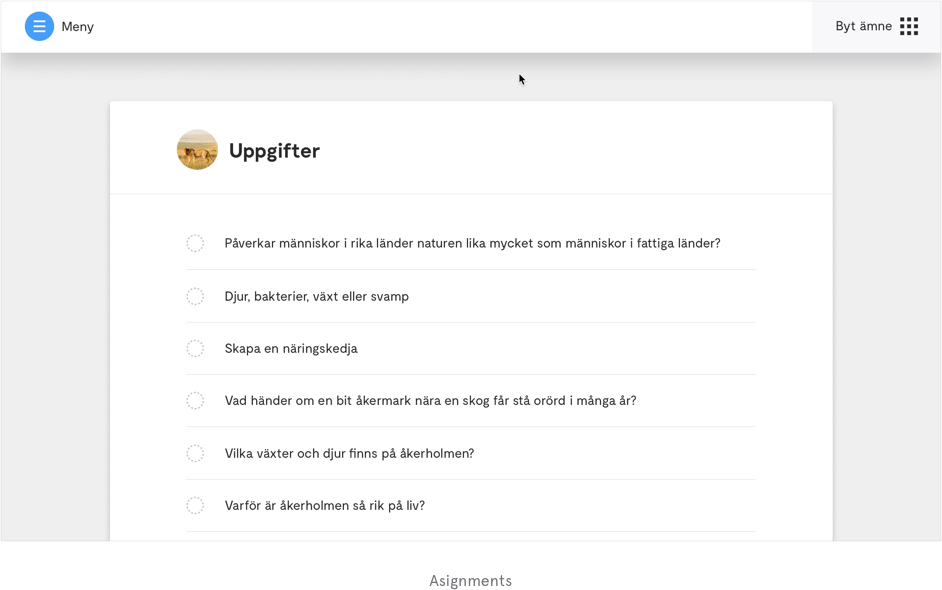 Meny
Byt ämne
Uppgifter
Påverkar människor i rika länder naturen lika mycket som människor i fattiga länder?
Djur, bakterier, växt eller svamp
Skapa en näringskedja
Vad händer om en bit åkermark nära en skog får stå orörd i många år?
Vilka växter och djur finns på åkerholmen?
Varför är åkerholmen så rik på liv?
Asignments